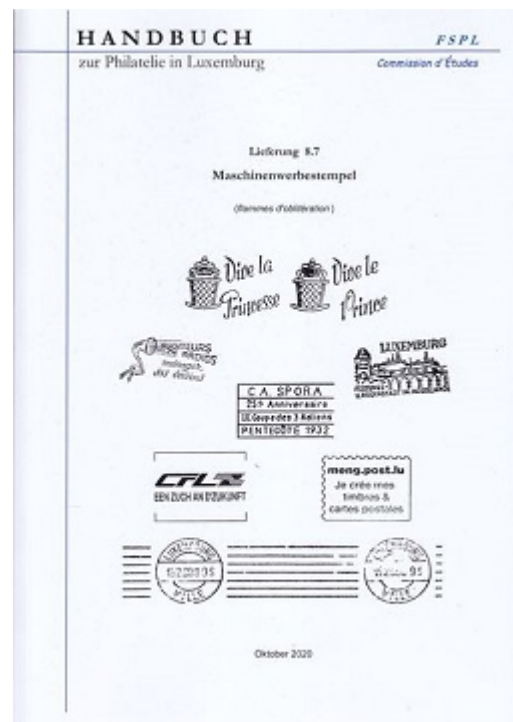 HANDBUCH
FSPL
zur Philatelie in Luxemburg
Commission d'Études
Lieferung 8.7
Maschinenwerbestempel
(flammes d'oblitération)
Vive la
Princesse
Vive le
Prince
LUXEMBURG
C.A. SPORA
25e Anniversaire
PENTECÔTE 1932
CFL
EEN ZUCH AN D'ZUKUNFT
meng.post.lu
Je crée mes
timbres &
cartes postales
VILLE
VILLE
Oktober 2020